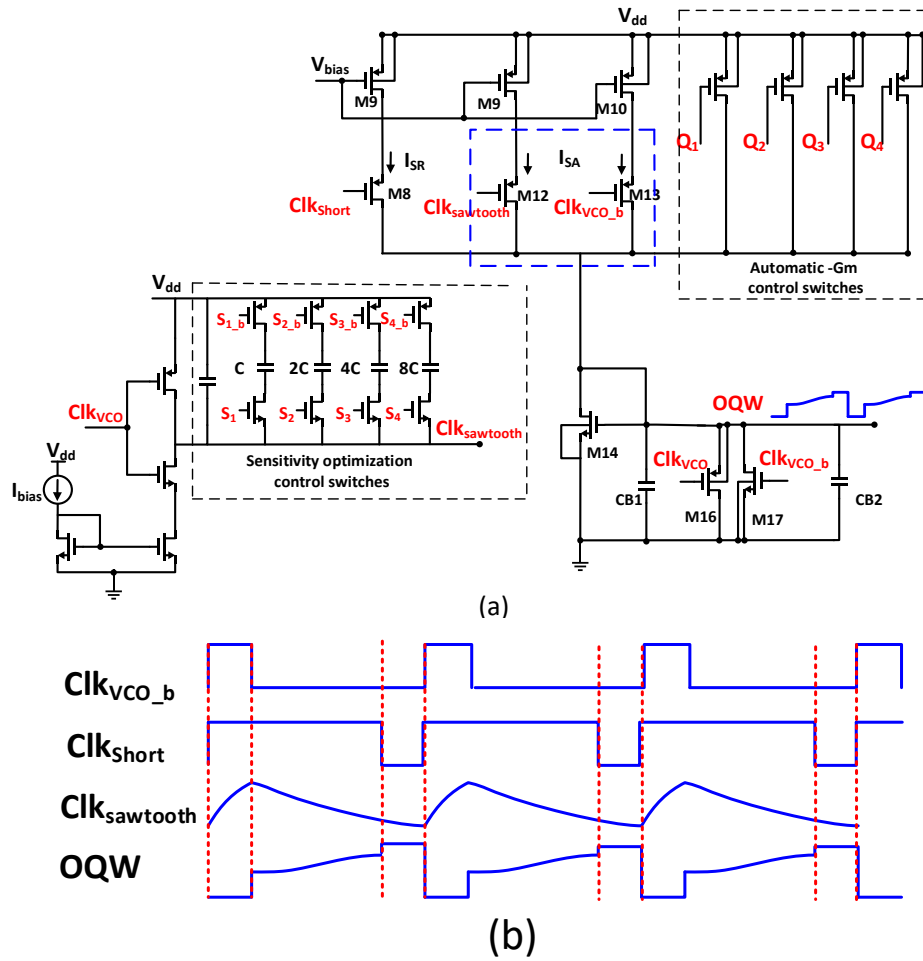 Vdd
Vbias
M9
M9
M10
Q1
Q2
Q3
Q4
ISR
ISA
M8
M12
M13
ClkShort
Clksawtooth
ClkVCO_b
Automatic -Gm
control switches
Vdd
S1_b
S2_b
S3_b
S4_b
C
2C
4C
8C
ClkVCO
S1
S2
S3
S4
Clksawtooth
Sensitivity optimization
control switches
Vdd
Ibias
OQW
M14
ClkVCO
ClkVCO_b
CB1
M16
M17
CB2
(a)
ClkVCO_b
ClkShort
Clksawtooth
OQW
(b)